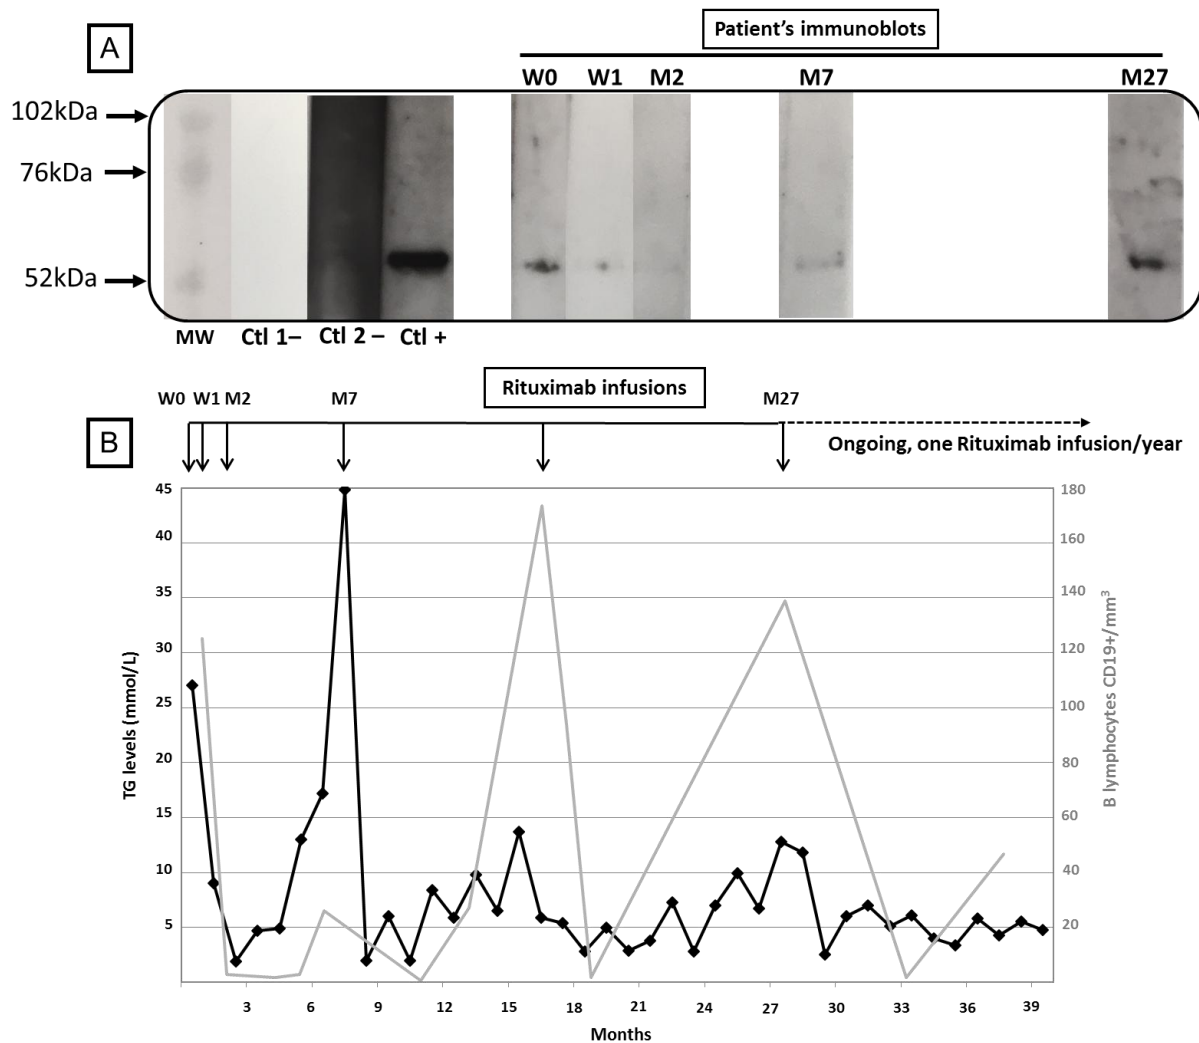 Patient's immunoblots
A
W0 W1 M2 M7 M27
102kDa
76kDa
52kDa
MW Ctl 1– Ctl 2 – Ctl +
Rituximab infusions
W0 W1 M2 M7 M27
B
Ongoing, one Rituximab infusion/year
45 180
40 160
35 140
30 120
25 100
20 80
15 60
10 40
5 20
TG levels (mmol/L)
B lymphocytes CD19+/mm³
3 6 9 12 15 18 21 24 27 30 33 36 39
Months